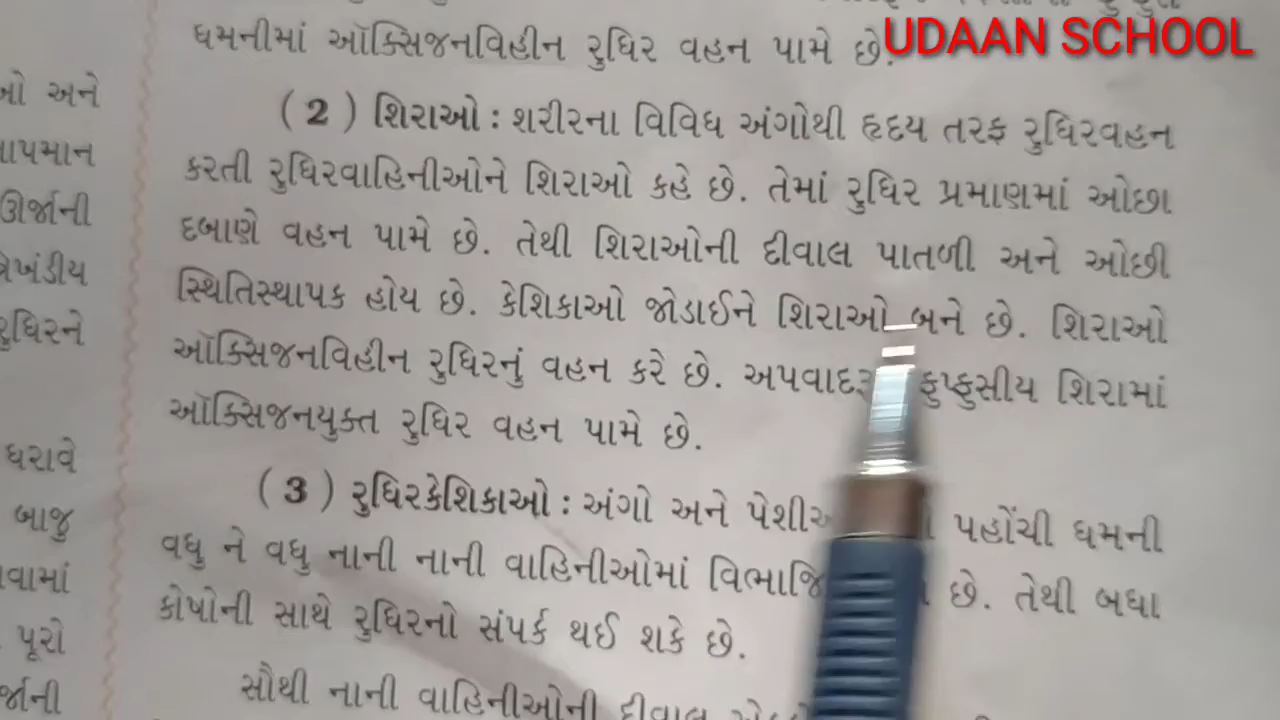 UDAAN SCHOOL
ધમનીમાં ઑક્સિજનવિહીન રુધિર વહન પામે છે.
(2) શિરાઓ : શરીરના વિવિધ અંગોથી હૃદય તરફ રુધિરવહન
કરતી રુધિરવાહિનીઓને શિરાઓ કહે છે. તેમાં રુધિર પ્રમાણમાં ઓછા
દબાણે વહન પામે છે. તેથી શિરાઓની દીવાલ પાતળી અને ઓછી
સ્થિતિસ્થાપક હોય છે. કેશિકાઓ જોડાઈને શિરાઓ બને છે. શિરાઓ
ઑક્સિજનવિહીન રુધિરનું વહન કરે છે. ફુપ્ફુસીય શિરામાં
ઑક્સિજનયુક્ત રુધિર વહન પામે છે.
(3) રુધિરકેશિકાઓ : અંગો અને પહોંચી ધમની
વધુ ને વધુ નાની નાની વાહિનીઓમાં છે. તેથી બધા
કોષોની સાથે રુધિરનો સંપર્ક થઈ શકે છે.
સૌથી નાની વાહિનીઓની દીવાલ
અને
ઊર્જાની
રુધિરને
ધરાવે
બાજુ
પૂરો